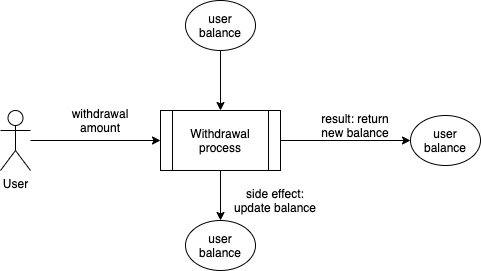 user
balance
withdrawal
amount
Withdrawal
process
result: return
new balance
user
balance
User
side effect:
update balance
user
balance